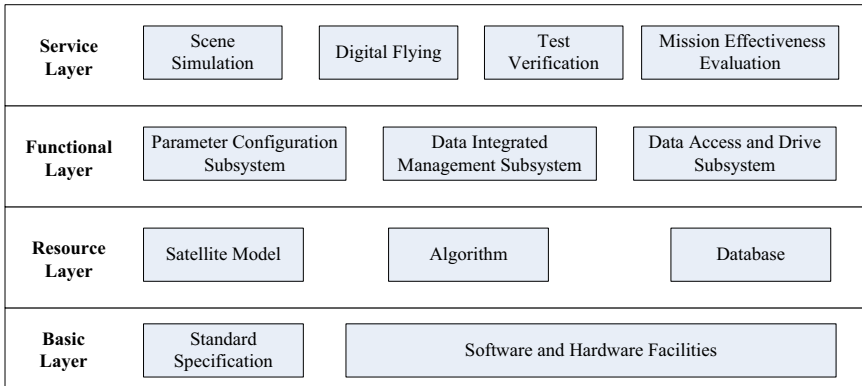 Service
Layer
Scene
Simulation
Digital Flying
Test
Verification
Mission Effectiveness
Evaluation
Functional
Layer
Parameter Configuration
Subsystem
Data Integrated
Management Subsystem
Data Access and Drive
Subsystem
Resource
Layer
Satellite Model
Algorithm
Database
Basic
Layer
Standard
Specification
Software and Hardware Facilities